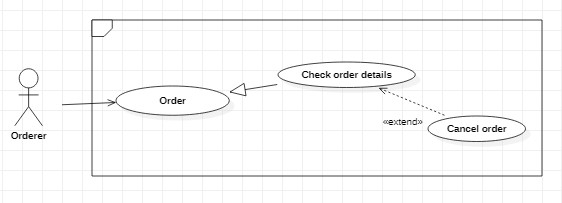 Check order details
Order
«extend»
Cancel order
Orderer